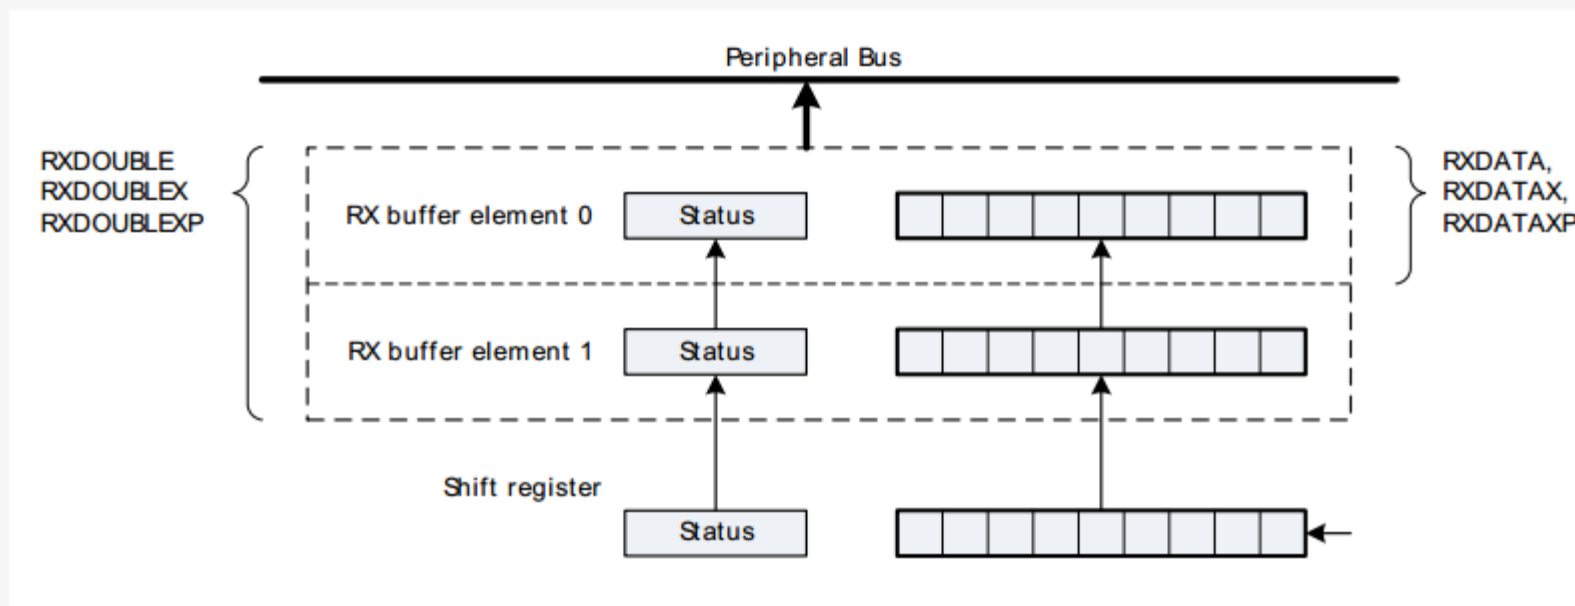 Peripheral Bus
RXDOUBLE
RXDOUBLEX
RXDOUBLEXP
RXDATA,
RXDATAX,
RXDATAXP
RX buffer element 0
Status
RX buffer element 1
Status
Shift register
Status